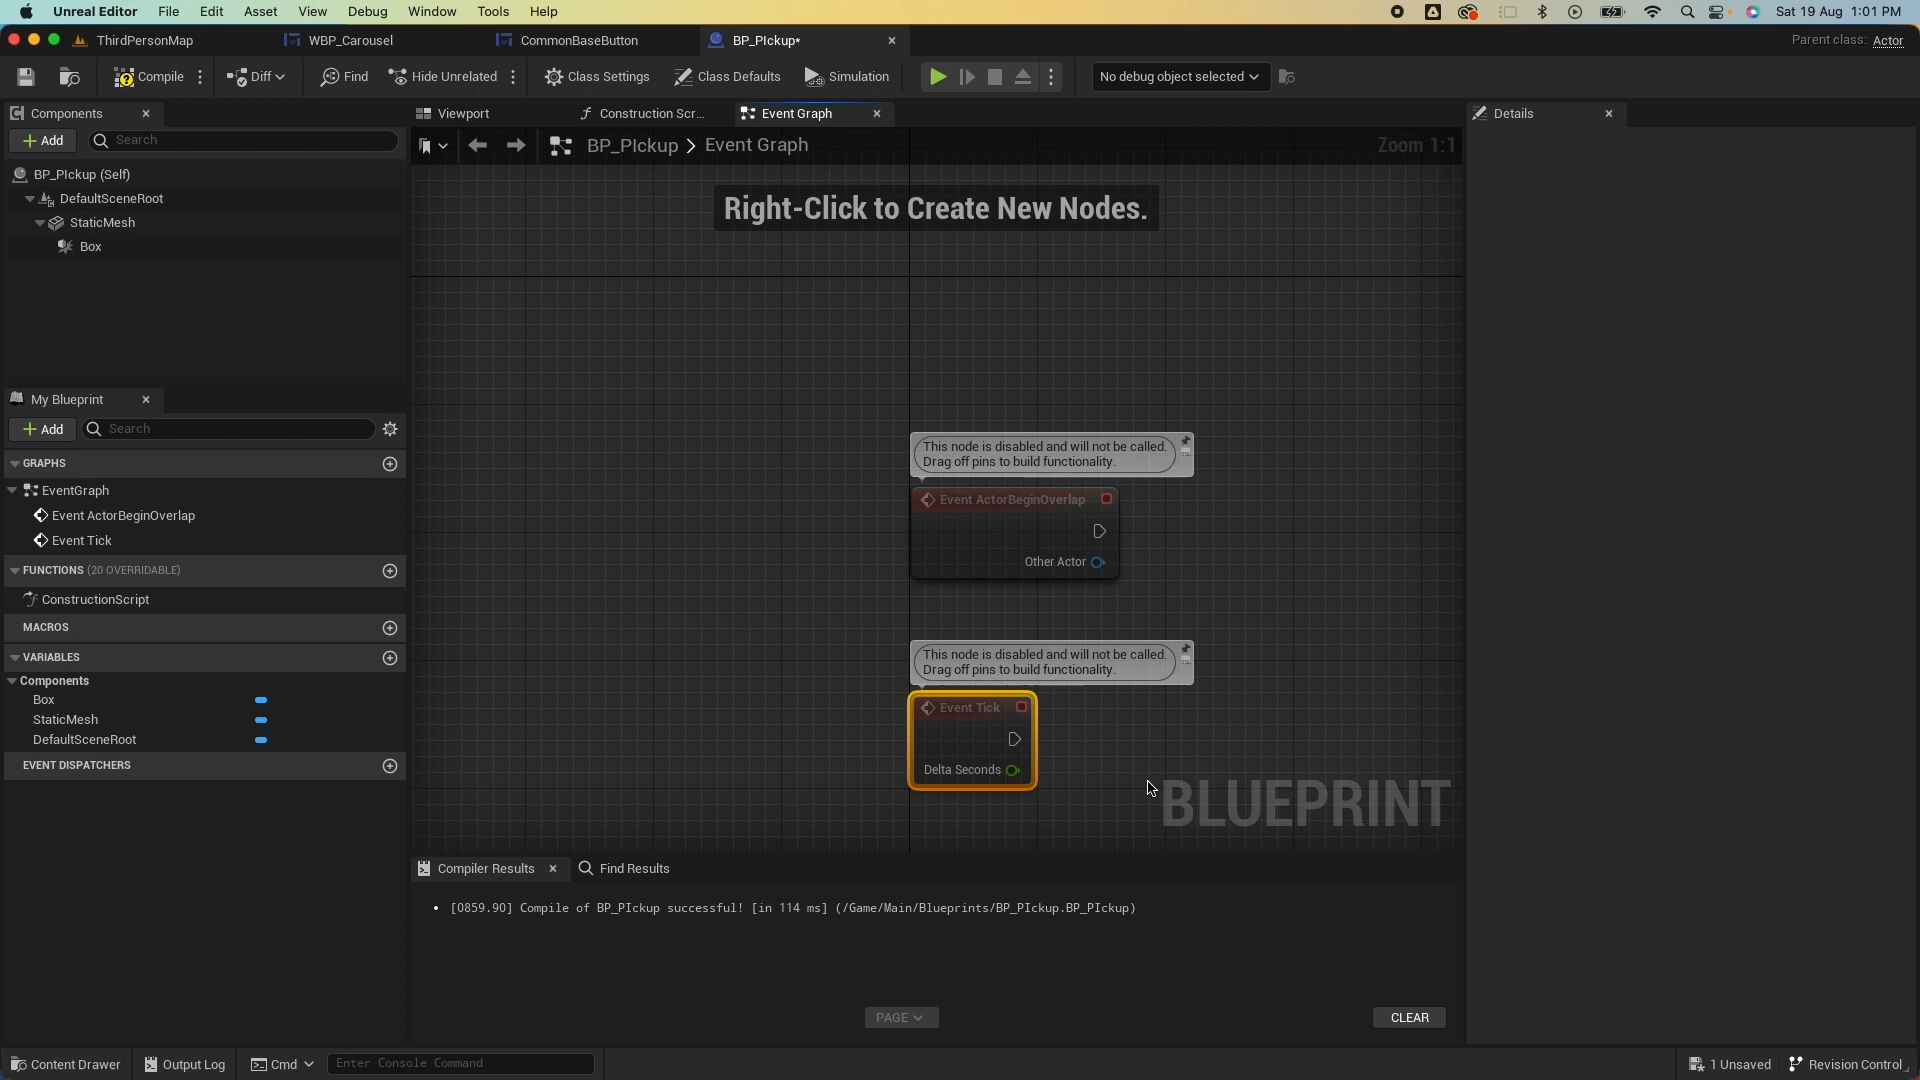 Unreal Editor File Edit Asset View Debug Window Tools Help Sat 19 Aug 1:01 PM
ThirdPersonMap WBP_Carousel CommonBaseButton BP_PIckup* Parent class: Actor
Compile Diff Find Hide Unrelated Class Settings Class Defaults Simulation No debug object selected
Components Viewport Construction Scr... Event Graph Details
Add Search
BP_PIckup > Event Graph Zoom 1:1
BP_PIckup (Self)
DefaultSceneRoot
StaticMesh
Box
Right-Click to Create New Nodes.
My Blueprint
Add Search
GRAPHS
EventGraph
Event ActorBeginOverlap
Event Tick
FUNCTIONS (20 OVERRIDABLE)
ConstructionScript
MACROS
VARIABLES
Components
Box
StaticMesh
DefaultSceneRoot
EVENT DISPATCHERS
This node is disabled and will not be called.
Drag off pins to build functionality.
Event ActorBeginOverlap
Other Actor
This node is disabled and will not be called.
Drag off pins to build functionality.
Event Tick
Delta Seconds
BLUEPRINT
Compiler Results Find Results
[0859.90] Compile of BP_PIckup successful! [in 114 ms] (/Game/Main/Blueprints/BP_PIckup.BP_PIckup)
PAGE CLEAR
Content Drawer Output Log Cmd Enter Console Command 1 Unsaved Revision Control